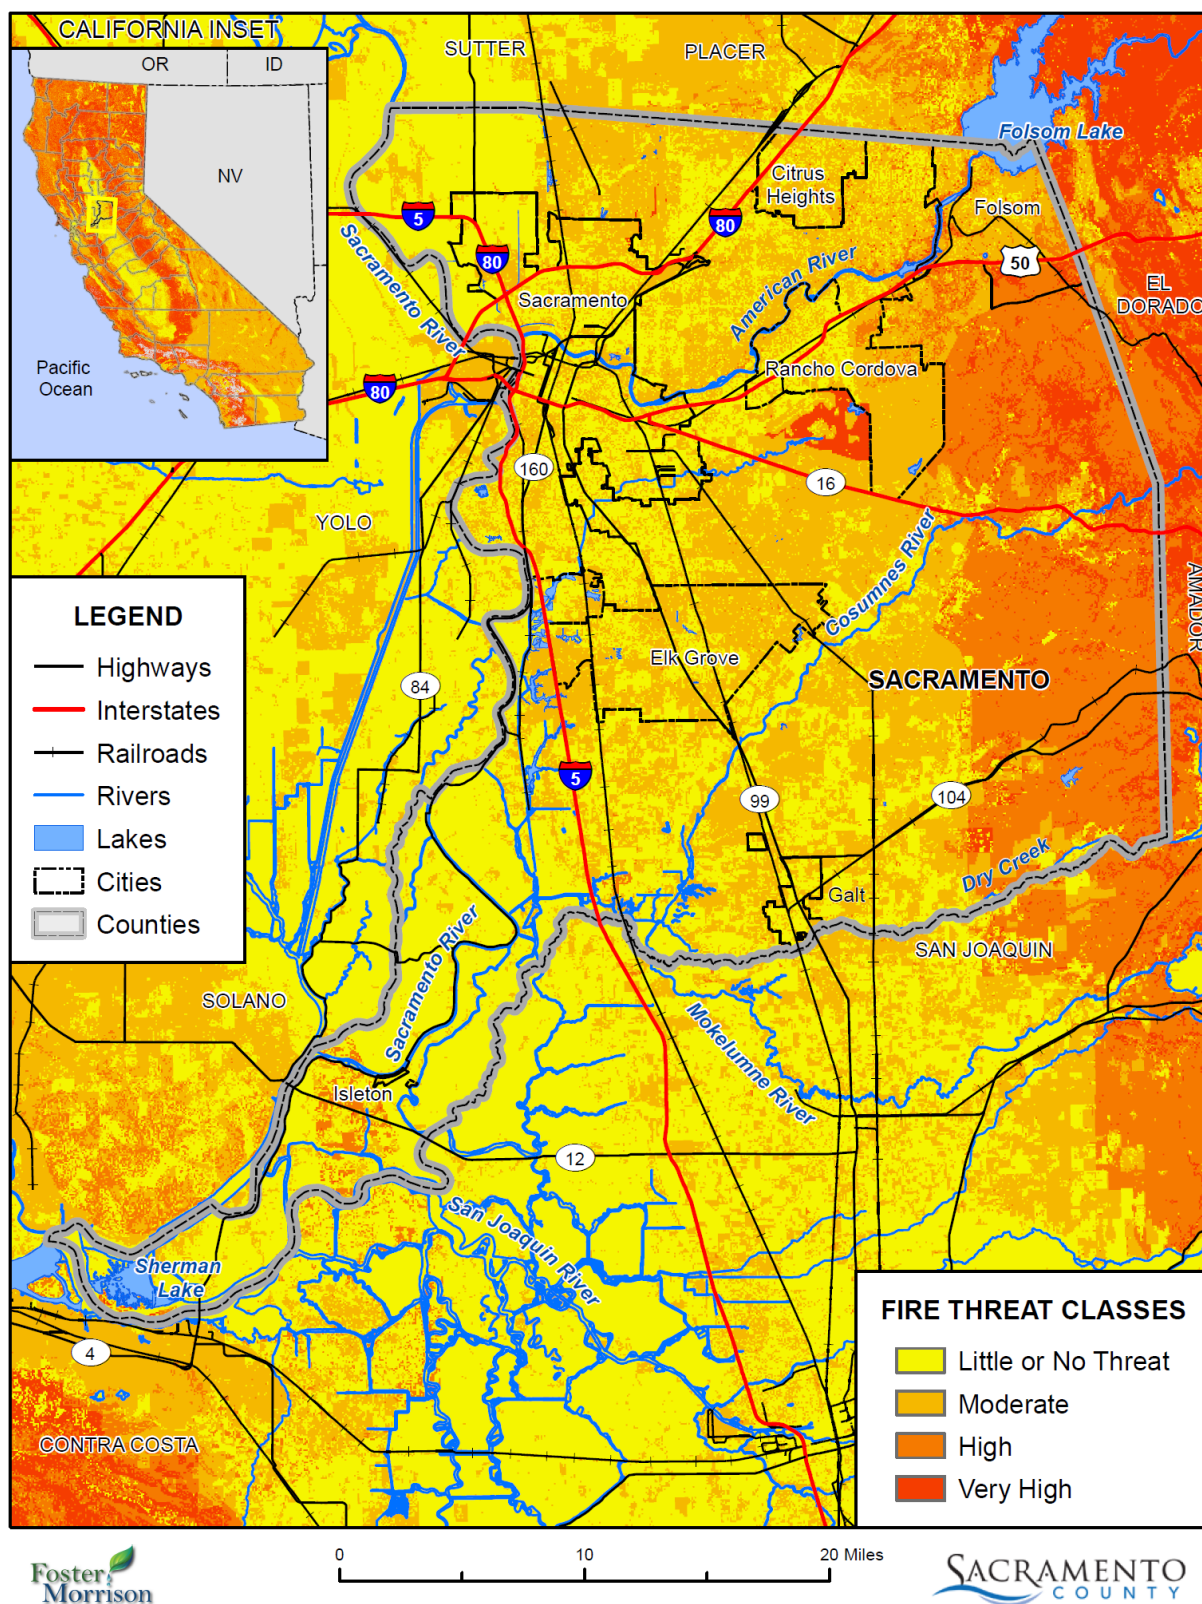 CALIFORNIA INSET
OR
ID
NV
Pacific
Ocean
SUTTER
PLACER
Folsom Lake
Citrus
Heights
Folsom
5
80
80
50
Sacramento River
Sacramento
American River
EL
DORADO
Rancho Cordova
80
160
16
YOLO
Cosumnes River
AMADOR
LEGEND
Highways
Interstates
Railroads
Rivers
Lakes
Cities
Counties
84
Elk Grove
SACRAMENTO
5
99
104
Dry Creek
Galt
SAN JOAQUIN
Sacramento River
SOLANO
Mokelumne River
Isleton
12
San Joaquin River
Sherman
Lake
4
CONTRA COSTA
FIRE THREAT CLASSES
Little or No Threat
Moderate
High
Very High
Foster
Morrison
0 10 20 Miles
SACRAMENTO
COUNTY